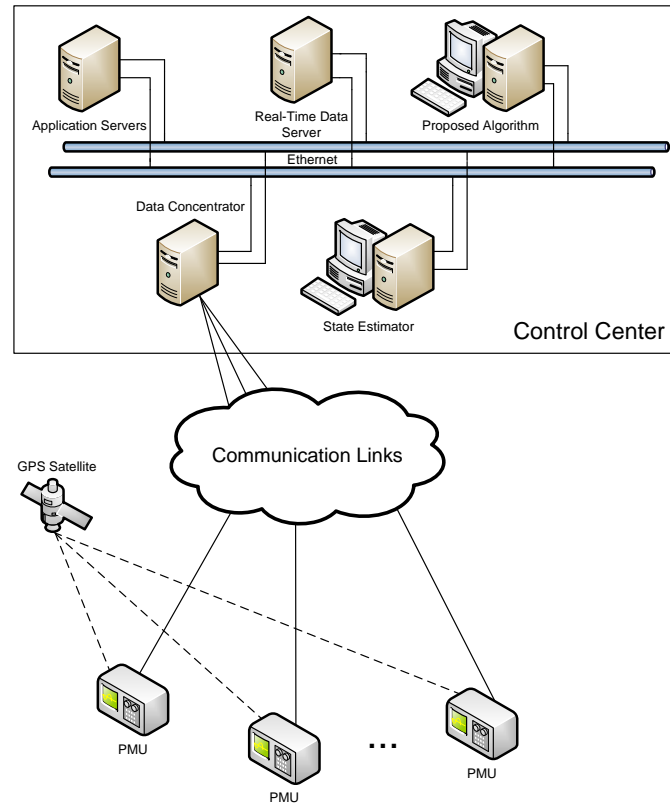 Application Servers
Real-Time Data
Server
Proposed Algorithm
Ethernet
Data Concentrator
State Estimator
Control Center
Communication Links
GPS Satellite
PMU
PMU
...
PMU